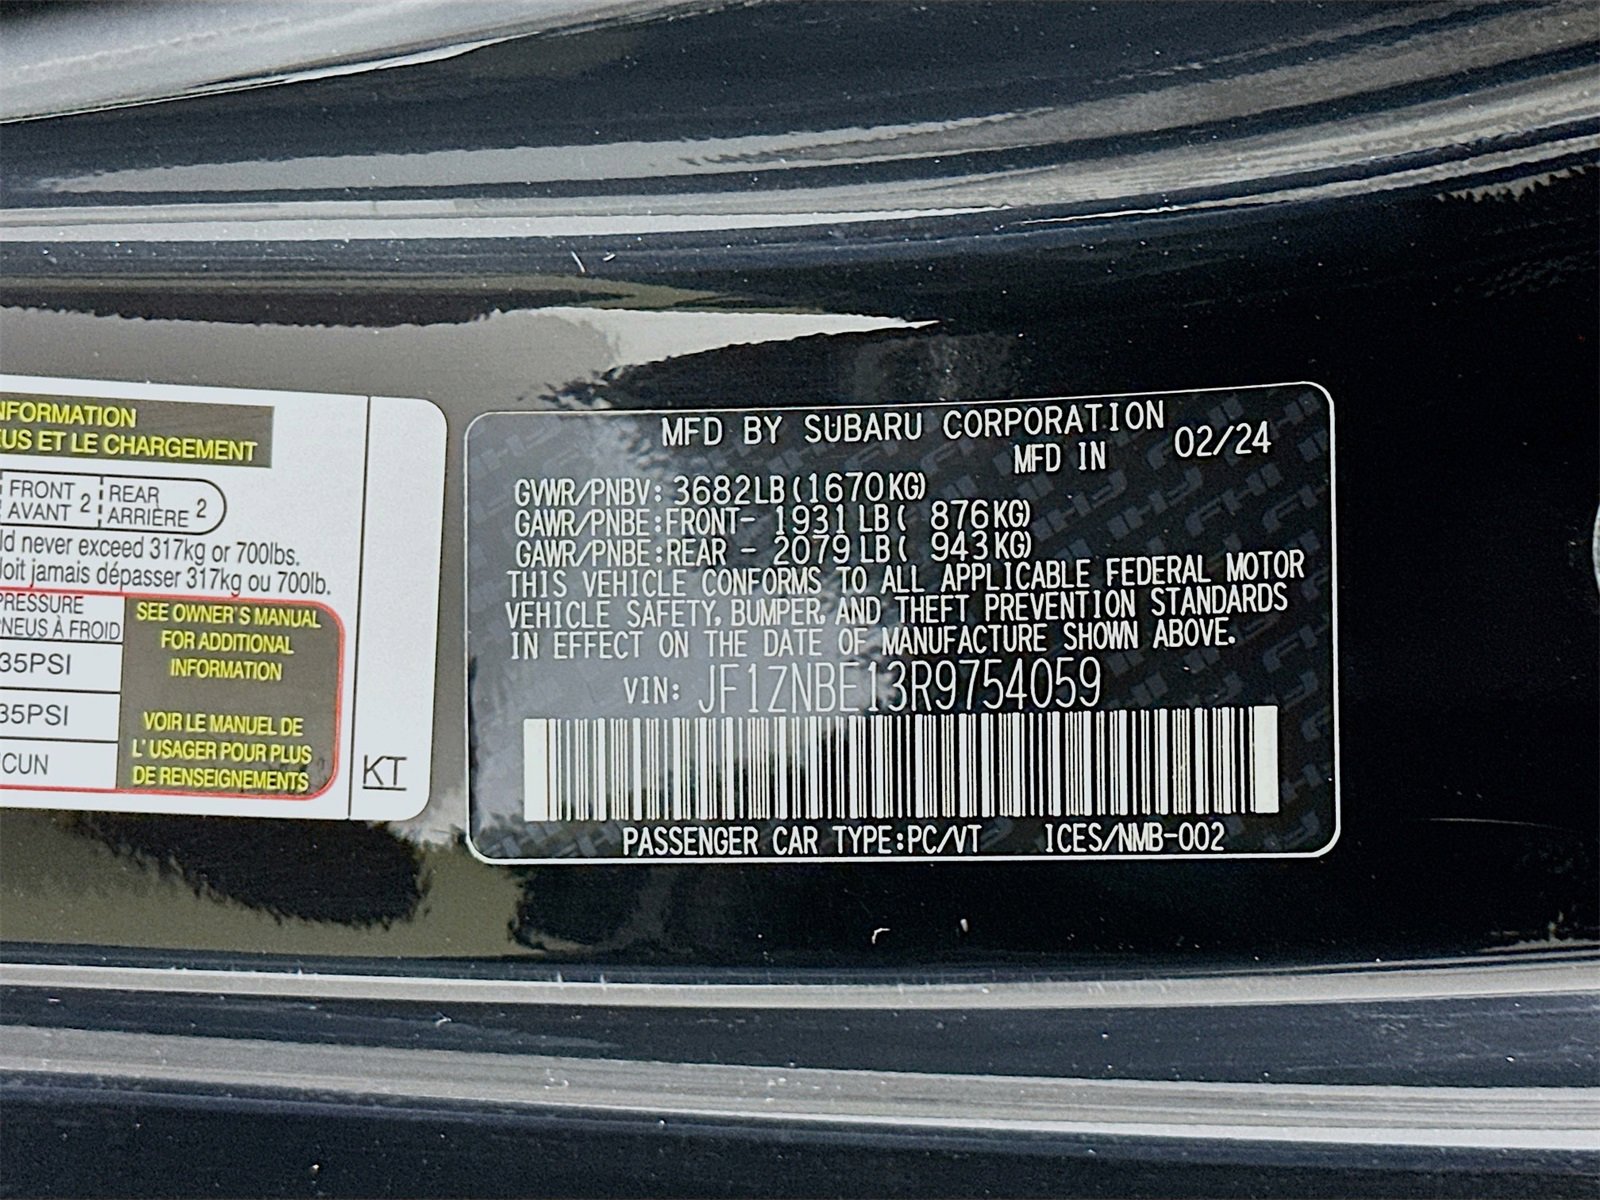 NFORMATION
EUS ET LE CHARGEMENT
FRONT
AVANT 2
REAR
ARRIÈRE 2
ld never exceed 317kg or 700lbs.
loit jamais dépasser 317kg ou 700lb.
PRESSURE
PNEUS À FROID
35PSI
35PSI
CUN
SEE OWNER'S MANUAL
FOR ADDITIONAL
INFORMATION
VOIR LE MANUEL DE
L' USAGER POUR PLUS
DE RENSEIGNEMENTS
KT
MFD BY SUBARU CORPORATION
MFD IN 02/24
GVWR/PNBV: 3682LB(1670KG)
GAWR/PNBE:FRONT- 1931LB( 876KG)
GAWR/PNBE:REAR - 2079LB( 943KG)
THIS VEHICLE CONFORMS TO ALL APPLICABLE FEDERAL MOTOR
VEHICLE SAFETY, BUMPER, AND THEFT PREVENTION STANDARDS
IN EFFECT ON THE DATE OF MANUFACTURE SHOWN ABOVE.
VIN: JF1ZNBE13R9754059
PASSENGER CAR TYPE:PC/VT ICES/NMB-002